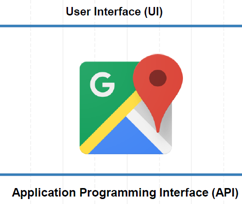 User Interface (UI)
G
Application Programming Interface (API)